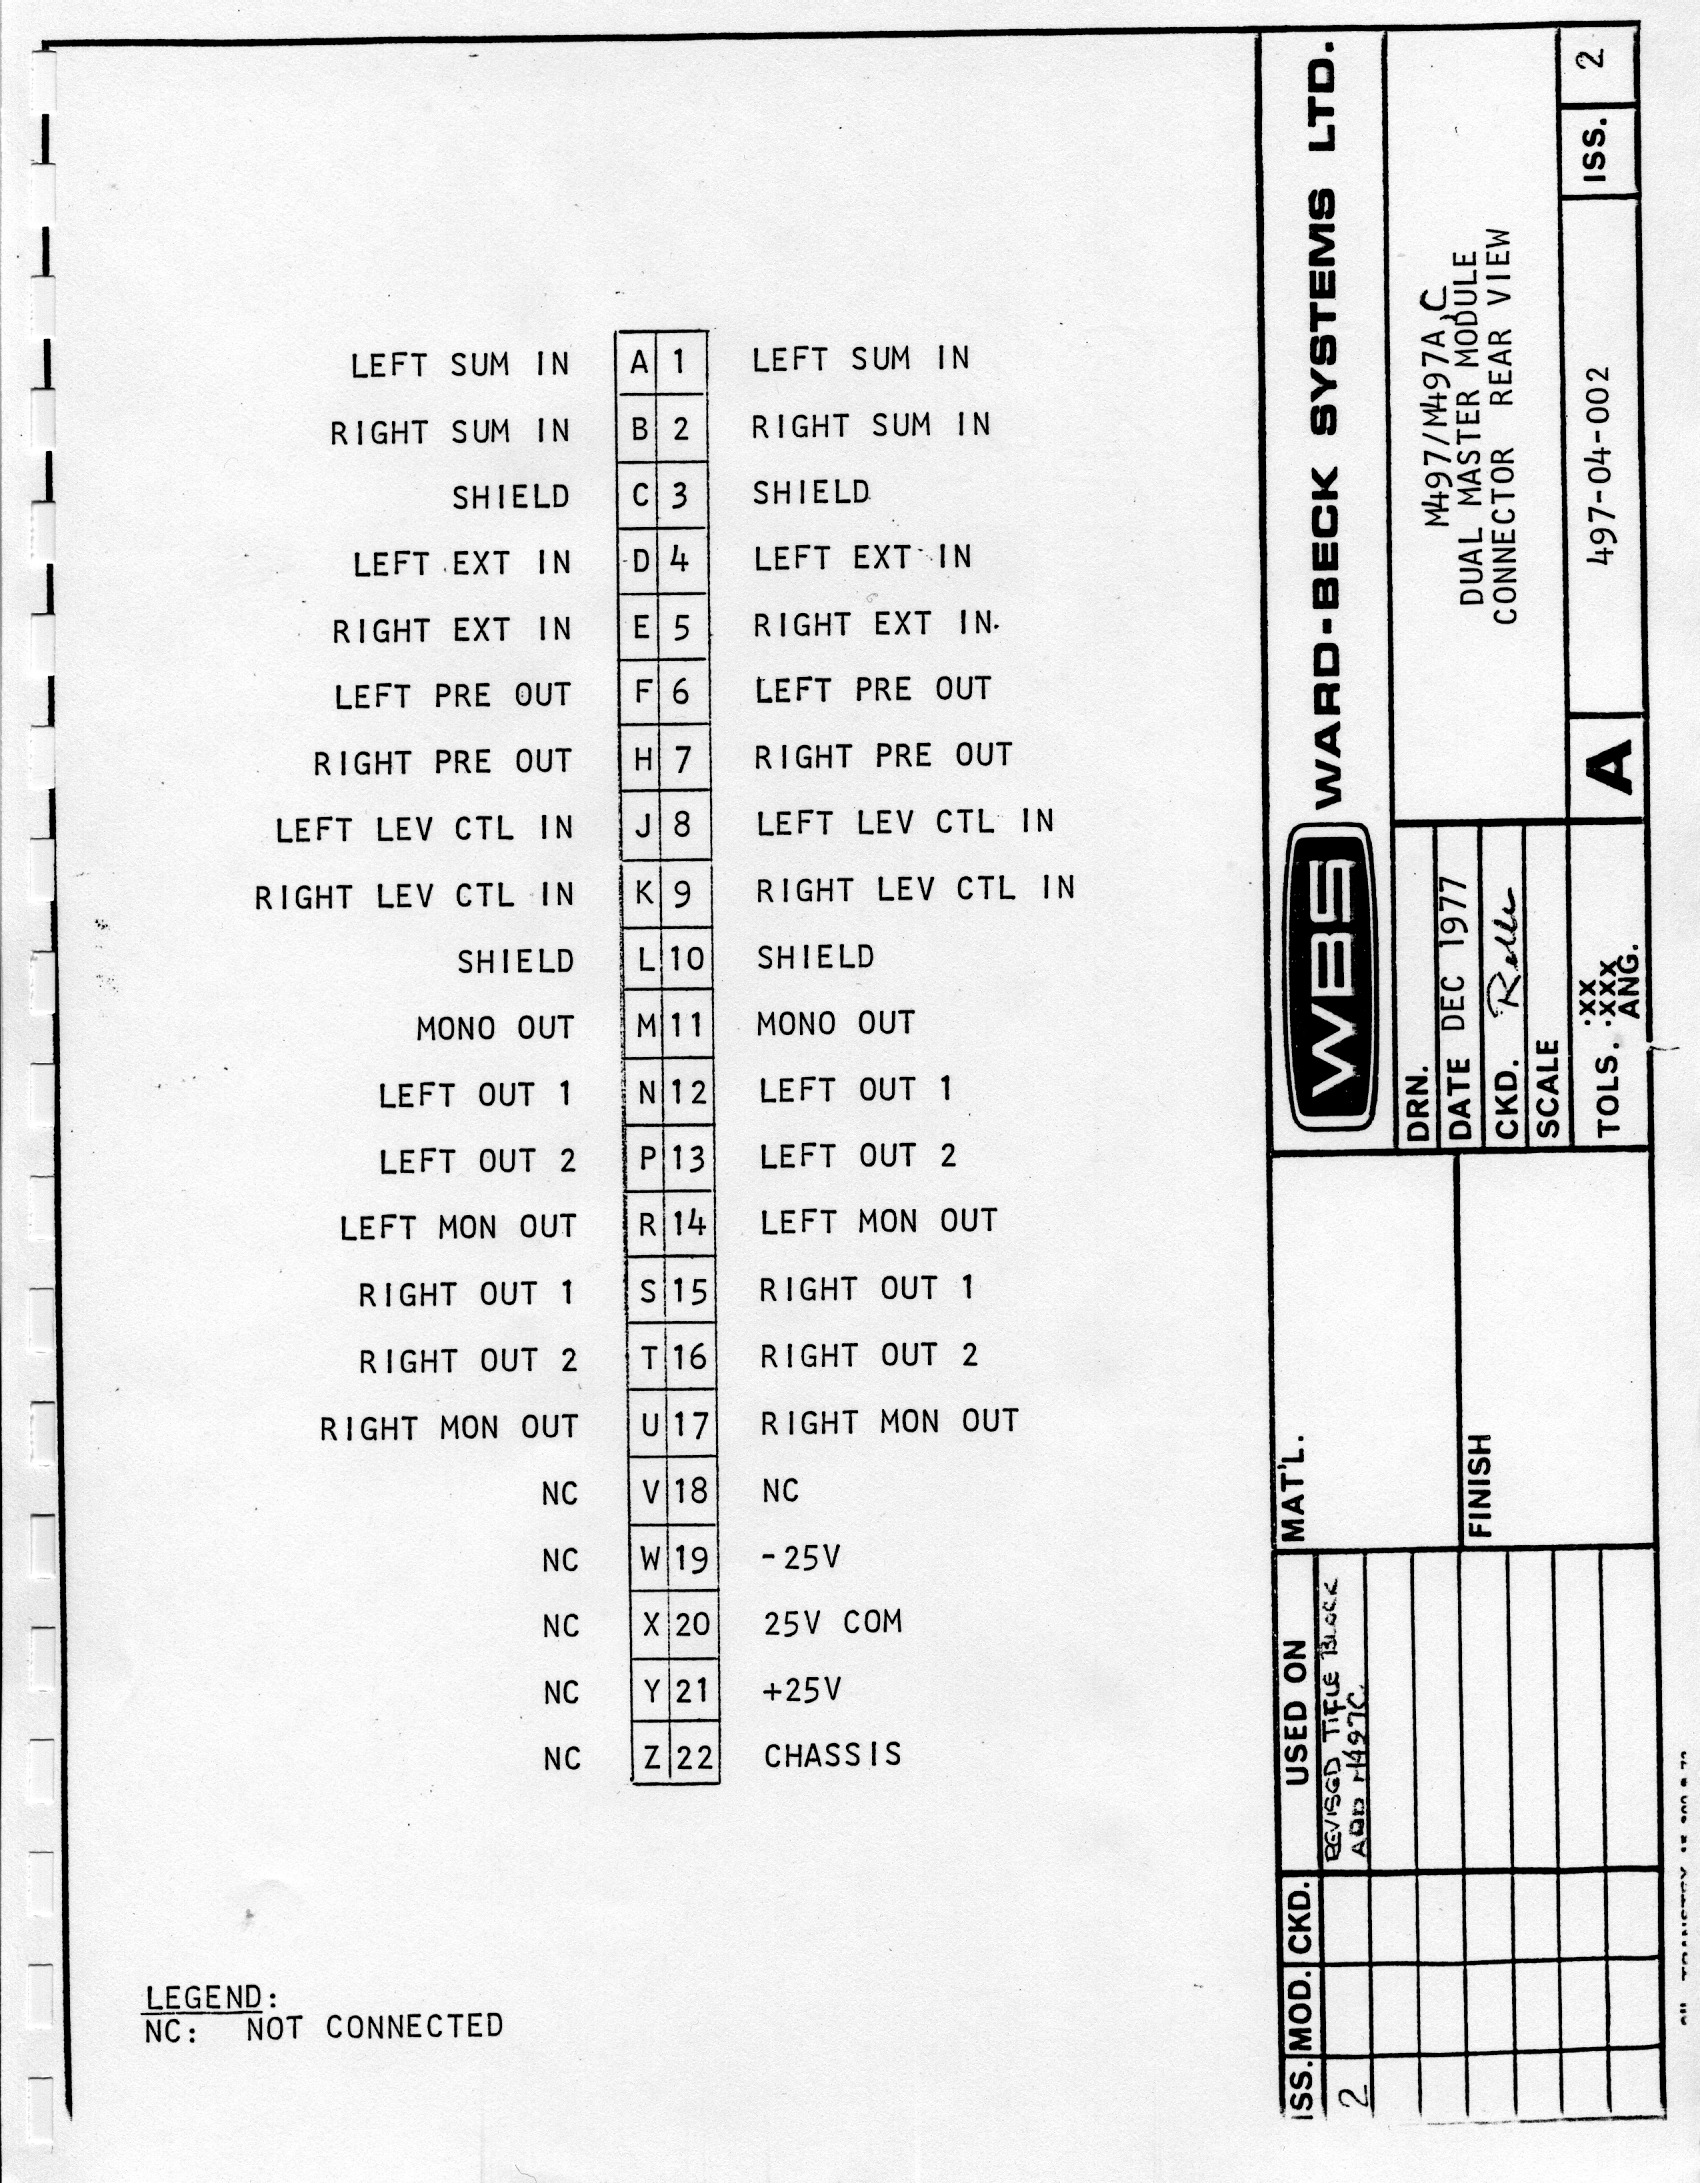 LEFT SUM IN A 1 LEFT SUM IN
RIGHT SUM IN B 2 RIGHT SUM IN
SHIELD C 3 SHIELD
LEFT EXT IN D 4 LEFT EXT IN
RIGHT EXT IN E 5 RIGHT EXT IN
LEFT PRE OUT F 6 LEFT PRE OUT
RIGHT PRE OUT H 7 RIGHT PRE OUT
LEFT LEV CTL IN J 8 LEFT LEV CTL IN
RIGHT LEV CTL IN K 9 RIGHT LEV CTL IN
SHIELD L 10 SHIELD
MONO OUT M 11 MONO OUT
LEFT OUT 1 N 12 LEFT OUT 1
LEFT OUT 2 P 13 LEFT OUT 2
LEFT MON OUT R 14 LEFT MON OUT
RIGHT OUT 1 S 15 RIGHT OUT 1
RIGHT OUT 2 T 16 RIGHT OUT 2
RIGHT MON OUT U 17 RIGHT MON OUT
NC V 18 NC
NC W 19 -25V
NC X 20 25V COM
NC Y 21 +25V
NC Z 22 CHASSIS
LEGEND:
NC: NOT CONNECTED
WBS WARD-BECK SYSTEMS LTD.
M497/M497A,C
DUAL MASTER MODULE
CONNECTOR REAR VIEW
A 497-04-002 ISS. 2
DRN.
DATE DEC 1977
CKD.
SCALE
TOLS. .XX
.XXX
ANG.
MAT'L.
FINISH
ISS. MOD. CKD. USED ON
2 REVISED TITLE BLOCK
ADD M497C.